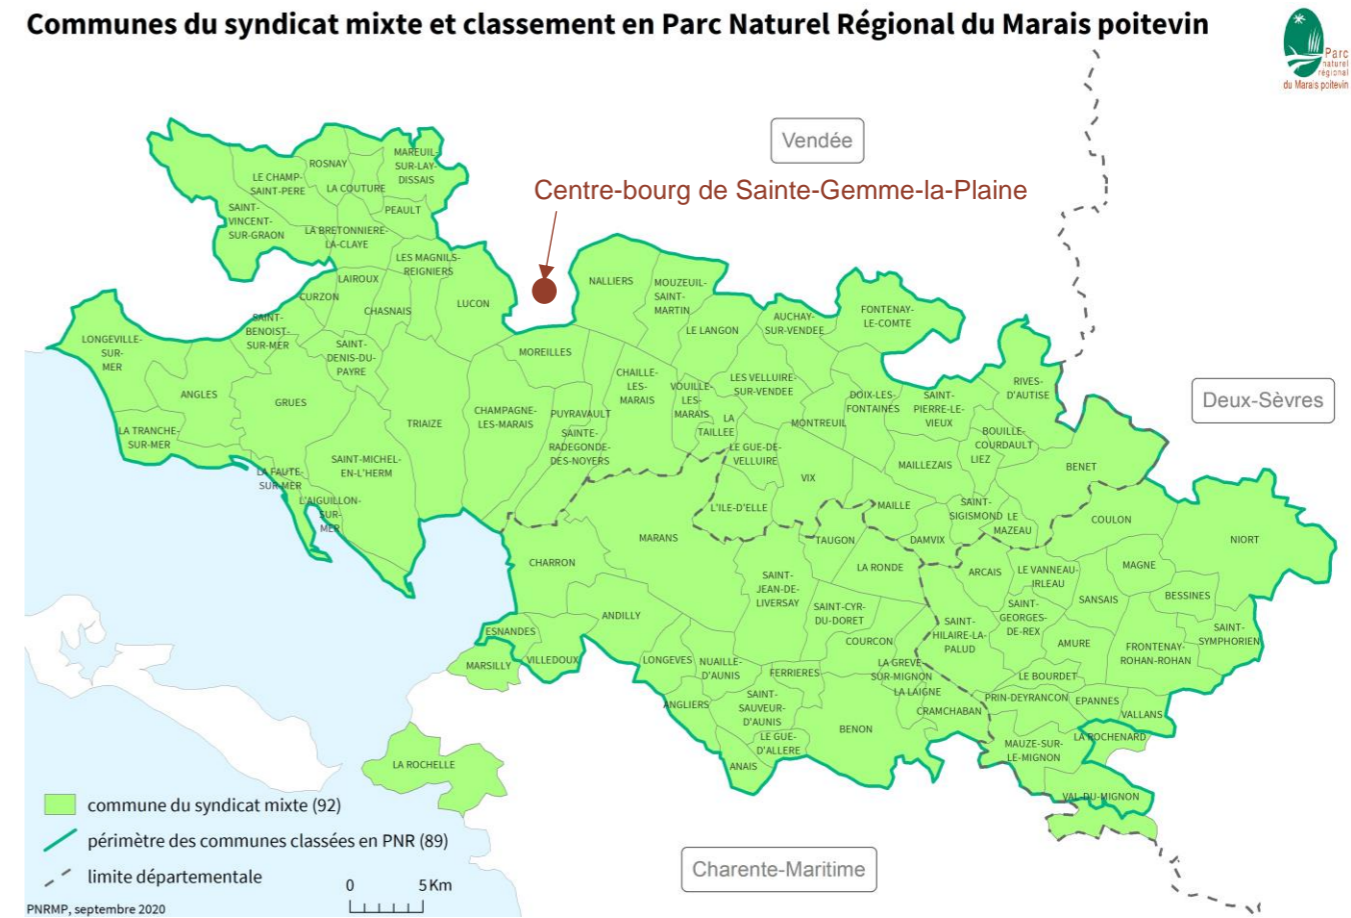 Communes du syndicat mixte et classement en Parc Naturel Régional du Marais poitevin
Parc
naturel
régional
du Marais poitevin
Vendée
Centre-bourg de Sainte-Gemme-la-Plaine
Deux-Sèvres
Charente-Maritime
MAREUIL-
SUR-LAY-
DISSAIS
ROSNAY
LE CHAMP-
SAINT-PERE
LA COUTURE
PEAULT
SAINT-
VINCENT-
SUR-GRAON
LA BRETONNIERE-
LA-CLAYE
LES MAGNILS-
REIGNIERS
LAIROUX
CURZON
CHASNAIS
LUCON
NALLIERS
MOUZEUIL-
SAINT-
MARTIN
LE LANGON
AUCHAY-
SUR-VENDEE
FONTENAY-
LE-COMTE
LONGEVILLE-
SUR-
MER
SAINT-
BENOIST-
SUR-MER
SAINT-
DENIS-DU-
PAYRE
MOREILLES
CHAILLE-
LES-
MARAIS
VOUILLE-
LES-
MARAIS
LES VELLUIRE-
SUR-VENDEE
RIVES-
D'AUTISE
ANGLES
GRUES
TRIAIZE
CHAMPAGNE-
LES-MARAIS
PUYRAVAULT
SAINTE-
RADEGONDE-
DES-NOYERS
LA
TAILLEE
LE GUE-DE-
VELLUIRE
MONTREUIL
DOIX-LES-
FONTAINES
SAINT-
PIERRE-LE-
VIEUX
BOUILLE-
COURDAULT
LIEZ
LA TRANCHE-
SUR-MER
LA FAUTE-
SUR-MER
SAINT-MICHEL-
EN-L'HERM
L'AIGUILLON-
SUR-
MER
VIX
MAILLEZAIS
BENET
L'ILE-D'ELLE
MAILLE
SAINT-
SIGISMOND
LE
MAZEAU
COULON
NIORT
MARANS
TAUGON
DAMVIX
CHARRON
LA RONDE
ARCAIS
LE VANNEAU-
IRLEAU
MAGNE
SAINT-
JEAN-DE-
LIVERSAY
SANSAIS
BESSINES
ANDILLY
SAINT-CYR-
DU-DORET
SAINT-
GEORGES-
DE-REX
SAINT-
HILAIRE-LA-
PALUD
SAINT-
SYMPHORIEN
ESNANDES
COURCON
AMURE
FRONTENAY-
ROHAN-ROHAN
MARSILLY
VILLEDOUX
LONGEVES
NUAILLE-
D'AUNIS
FERRIERES
LA GREVE-
SUR-MIGNON
LE BOURDET
LA LAIGNE
ANGLIERS
SAINT-
SAUVEUR-
D'AUNIS
CRAMCHABAN
PRIN-DEYRANCON
EPANNES
VALLANS
BENON
LE GUE-
D'ALLERE
ANAIS
MAUZE-SUR-
LE-MIGNON
LA ROCHENARD
LA ROCHELLE
VAL-DU-MIGNON
commune du syndicat mixte (92)
périmètre des communes classées en PNR (89)
limite départementale
0 5 Km
PNRMP, septembre 2020